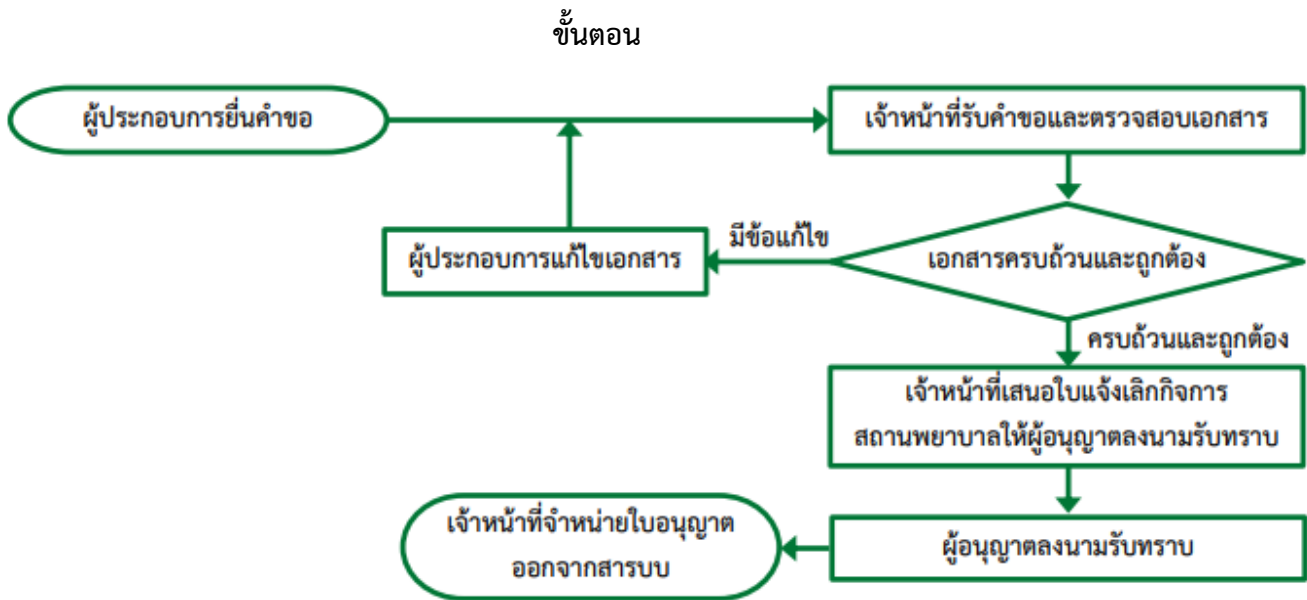 ขั้นตอน
ผู้ประกอบการยื่นคำขอ
เจ้าหน้าที่รับคำขอและตรวจสอบเอกสาร
ผู้ประกอบการแก้ไขเอกสาร
มีข้อแก้ไข
เอกสารครบถ้วนและถูกต้อง
ครบถ้วนและถูกต้อง
เจ้าหน้าที่เสนอใบแจ้งเลิกกิจการ
สถานพยาบาลให้ผู้อนุญาตลงนามรับทราบ
ผู้อนุญาตลงนามรับทราบ
เจ้าหน้าที่จำหน่ายใบอนุญาต
ออกจากสารบบ